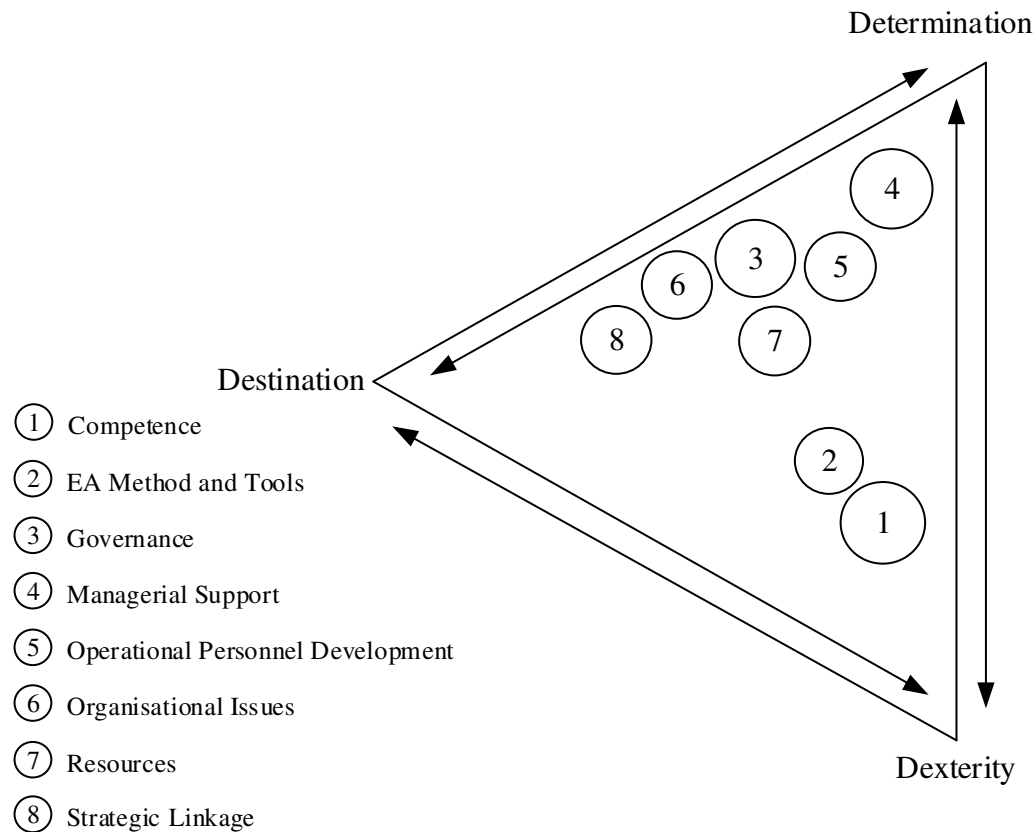 Determination
4
3
5
6
8
7
Destination
1 Competence
2
2 EA Method and Tools
1
3 Governance
4 Managerial Support
5 Operational Personnel Development
6 Organisational Issues
7 Resources
Dexterity
8 Strategic Linkage